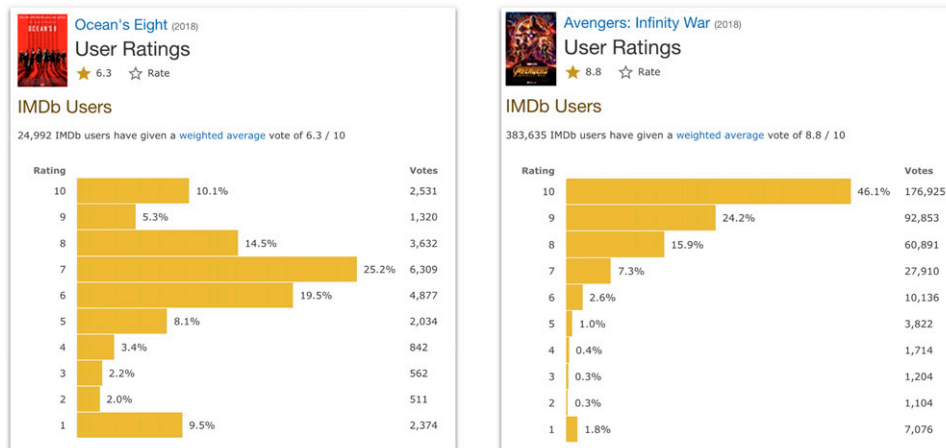 OCEAN'S 8
Ocean's Eight (2018)
User Ratings
6.3 Rate
IMDb Users
24,992 IMDb users have given a weighted average vote of 6.3 / 10
Rating Votes
10 10.1% 2,531
9 5.3% 1,320
8 14.5% 3,632
7 25.2% 6,309
6 19.5% 4,877
5 8.1% 2,034
4 3.4% 842
3 2.2% 562
2 2.0% 511
1 9.5% 2,374
AVENGERS
Avengers: Infinity War (2018)
User Ratings
8.8 Rate
IMDb Users
383,635 IMDb users have given a weighted average vote of 8.8 / 10
Rating Votes
10 46.1% 176,925
9 24.2% 92,853
8 15.9% 60,891
7 7.3% 27,910
6 2.6% 10,136
5 1.0% 3,822
4 0.4% 1,714
3 0.3% 1,204
2 0.3% 1,104
1 1.8% 7,076